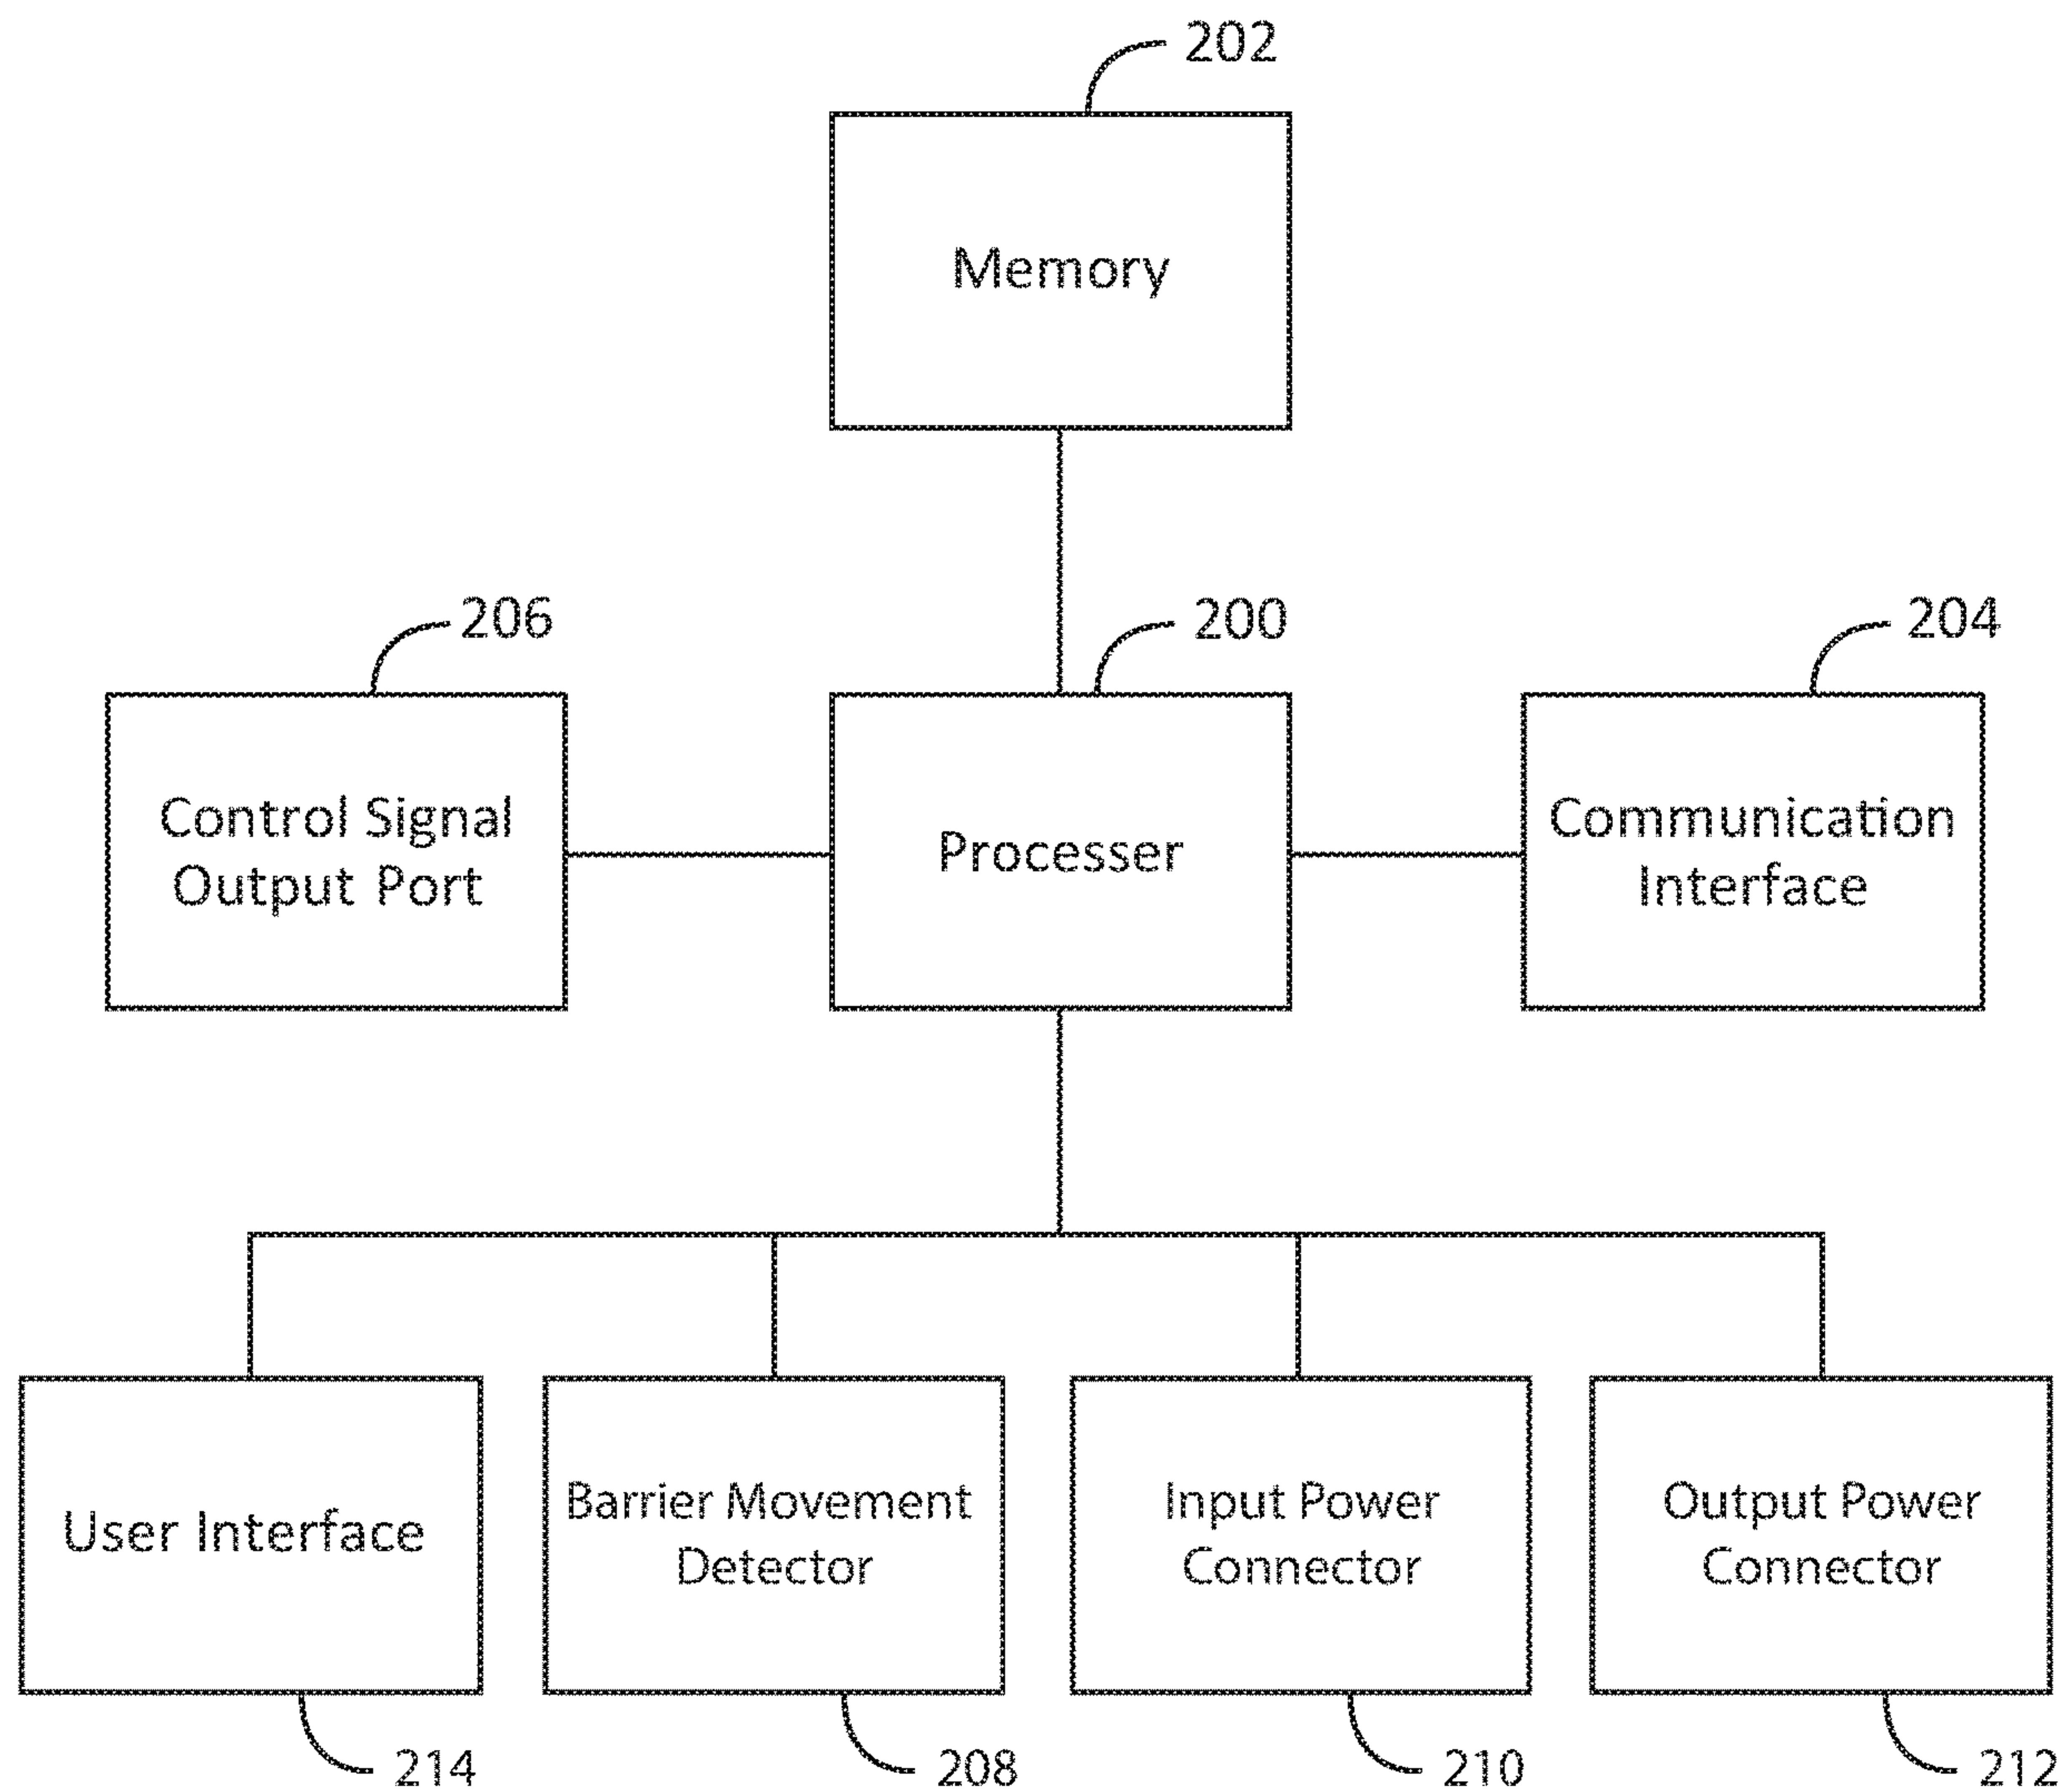 202
Memory
206
200
204
Control Signal
Output Port
Processer
Communication
Interface
User Interface
Barrier Movement
Detector
Input Power
Connector
Output Power
Connector
214
208
210
212